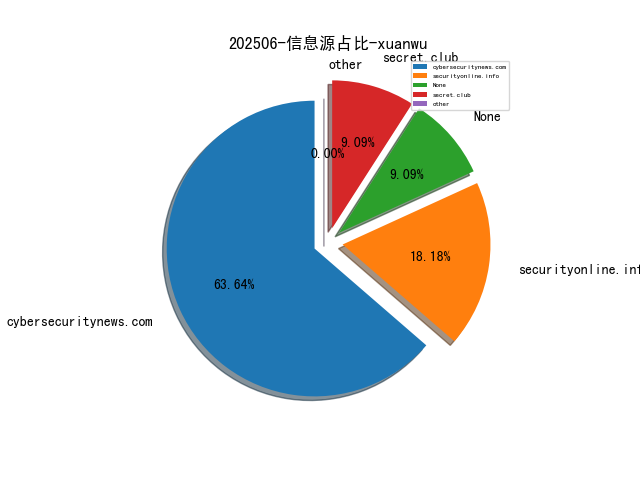 202506-信息源占比-xuanwu
secret.club
other
cybersecuritynews.com
securityonline.info
None
secret.club
other
None
9.09%
0.00%
9.09%
18.18%
securityonline.inf
63.64%
cybersecuritynews.com